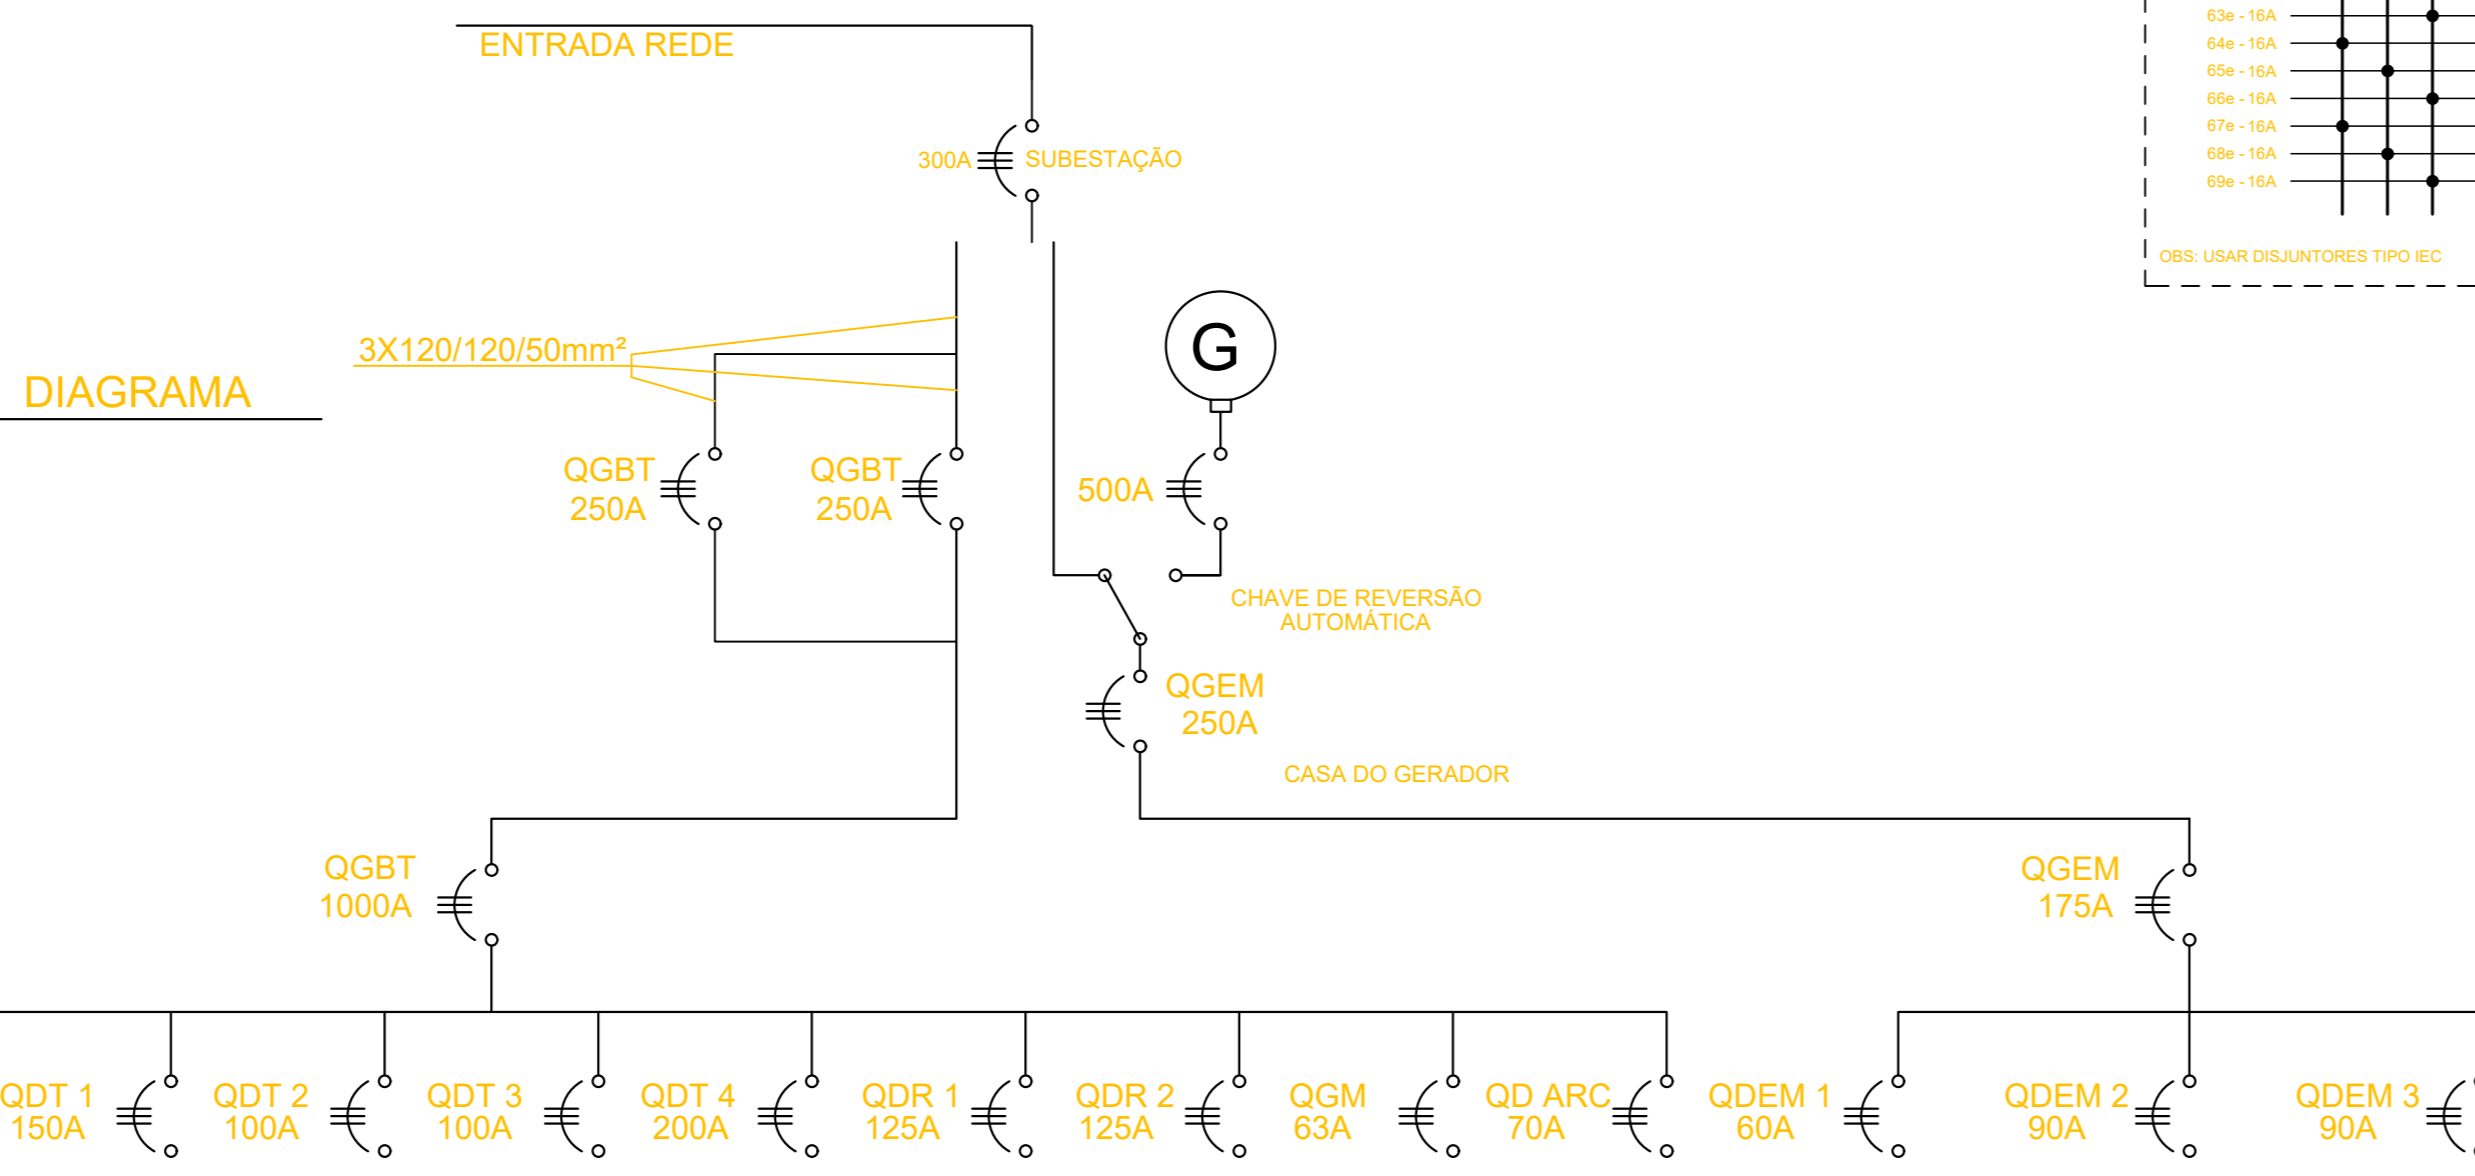 ENTRADA REDE
63e - 16A
64e - 16A
65e - 16A
66e - 16A
67e - 16A
68e - 16A
69e - 16A
OBS: USAR DISJUNTORES TIPO IEC
300A
SUBESTAÇÃO
3X120/120/50mm²
DIAGRAMA
G
QGBT
250A
QGBT
250A
500A
CHAVE DE REVERSÃO
AUTOMÁTICA
QGEM
250A
CASA DO GERADOR
QGBT
1000A
QGEM
175A
QDT 1
150A
QDT 2
100A
QDT 3
100A
QDT 4
200A
QDR 1
125A
QDR 2
125A
QGM
63A
QD ARC
70A
QDEM 1
60A
QDEM 2
90A
QDEM 3
90A